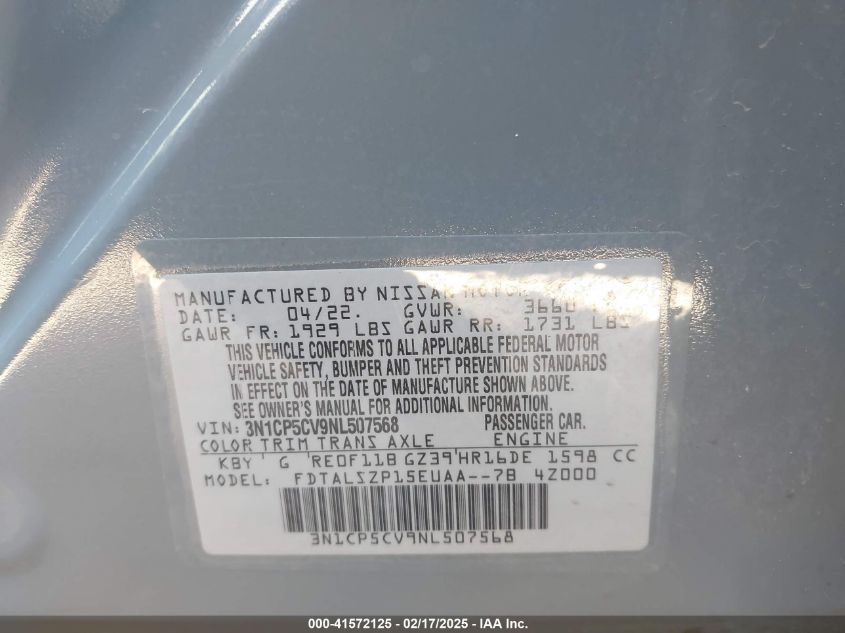 MANUFACTURED BY NISSAN MOTOR
DATE: 04/22. GVWR: 3660
GAWR FR: 1929 LBS GAWR RR: 1731 LBS
THIS VEHICLE CONFORMS TO ALL APPLICABLE FEDERAL MOTOR
VEHICLE SAFETY, BUMPER AND THEFT PREVENTION STANDARDS
IN EFFECT ON THE DATE OF MANUFACTURE SHOWN ABOVE.
SEE OWNER'S MANUAL FOR ADDITIONAL INFORMATION.
VIN: 3N1CP5CV9NL507568 PASSENGER CAR.
COLOR TRIM TRANS AXLE ENGINE
KBY G RE0F11B GZ39 HR16DE 1598 CC
MODEL: FDTALSZP15EUAA--7B 4Z000
3N1CP5CV9NL507568
000-41572125 - 02/17/2025 - IAA Inc.